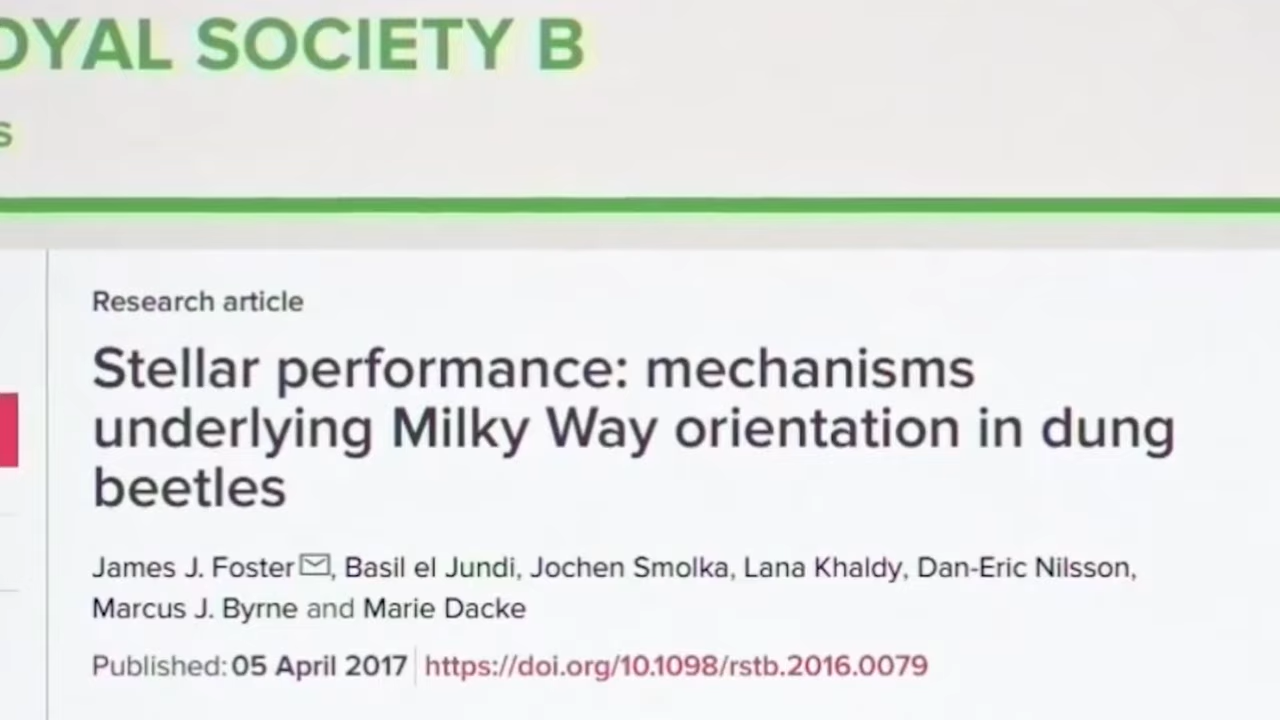 OYAL SOCIETY B
s
Research article
Stellar performance: mechanisms
underlying Milky Way orientation in dung
beetles
James J. Foster, Basil el Jundi, Jochen Smolka, Lana Khaldy, Dan-Eric Nilsson,
Marcus J. Byrne and Marie Dacke
Published: 05 April 2017 https://doi.org/10.1098/rstb.2016.0079